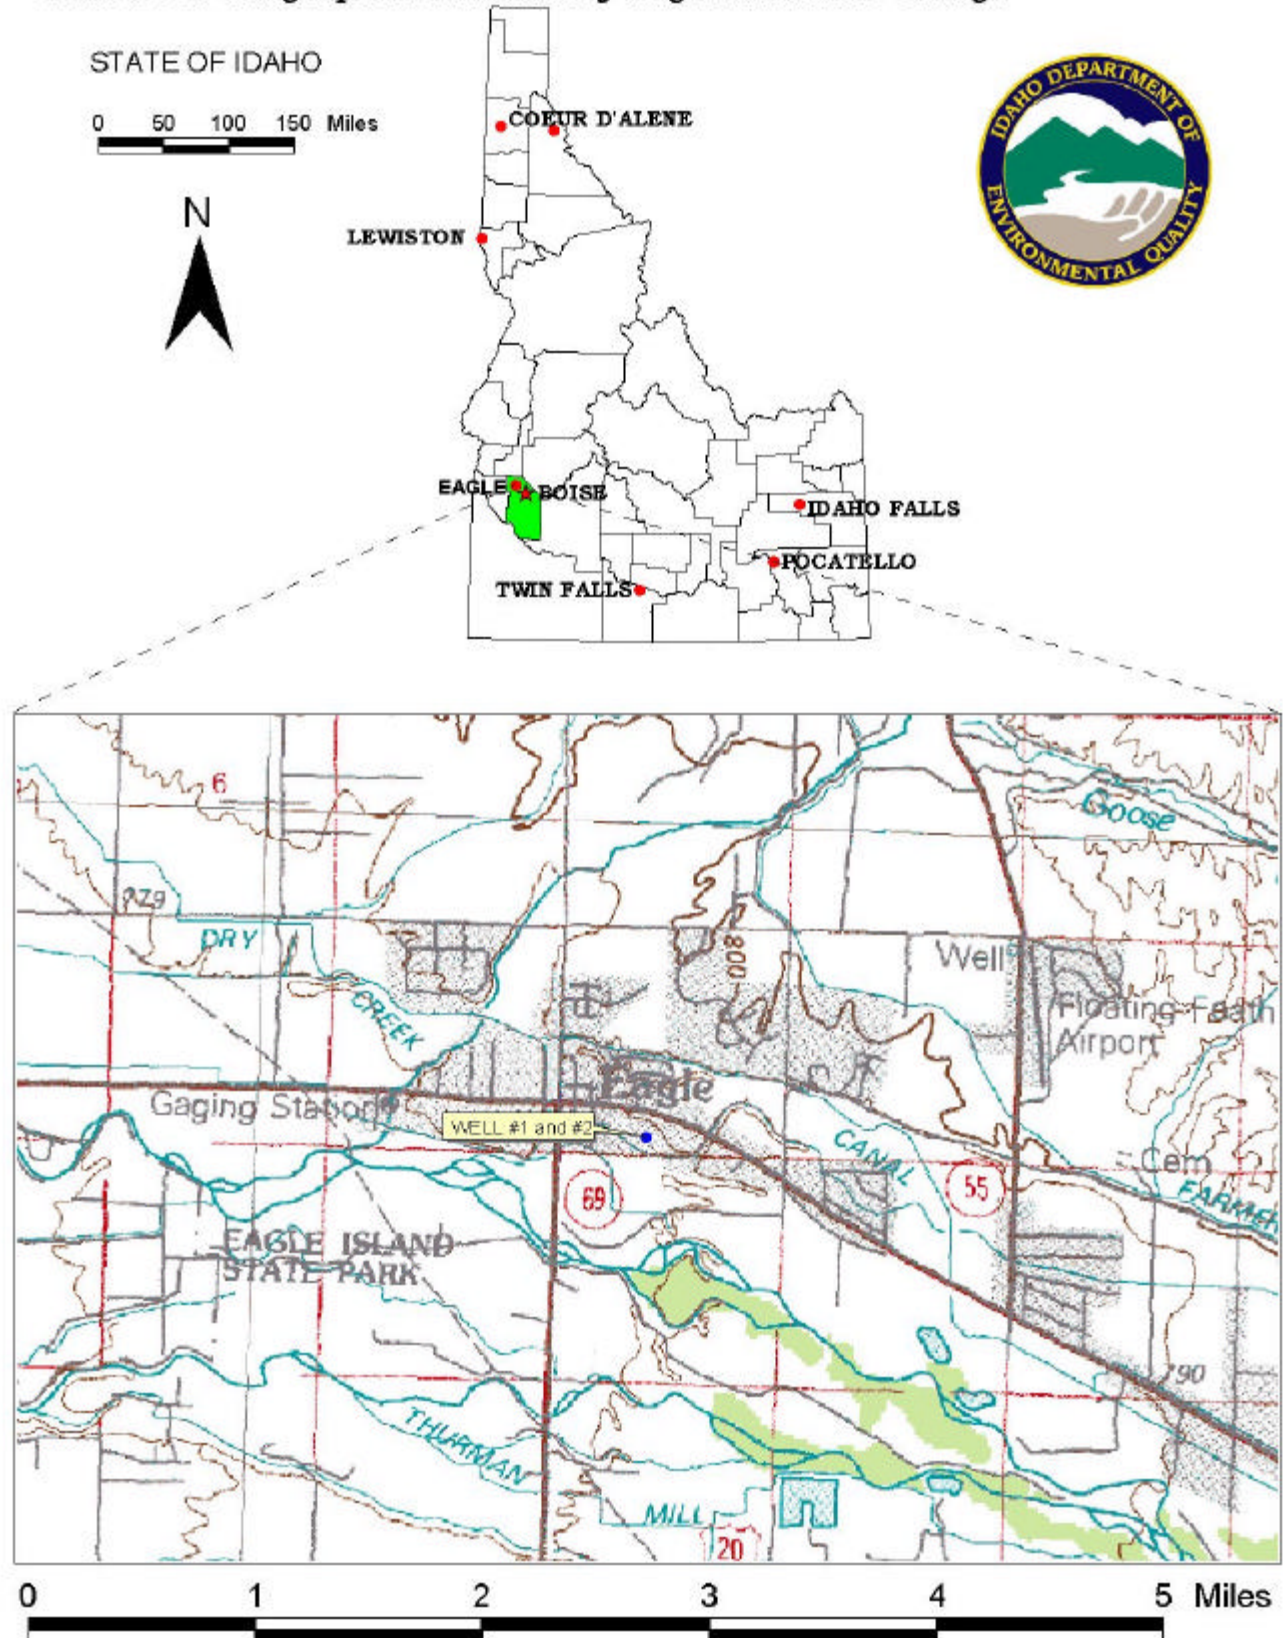 STATE OF IDAHO
0 50 100 150 Miles
N
IDAHO DEPARTMENT OF
ENVIRONMENTAL QUALITY
COEUR D'ALENE
LEWISTON
EAGLE
BOISE
IDAHO FALLS
POCATELLO
TWIN FALLS
6
Goose
779
DRY
CREEK
800
Well
Floating Feath
Airport
Eagle
Gaging Station
WELL #1 and #2
CANAL
69
55
Cem
FARMER
EAGLE ISLAND
STATE PARK
790
THURMAN
MILL
20
0 1 2 3 4 5 Miles